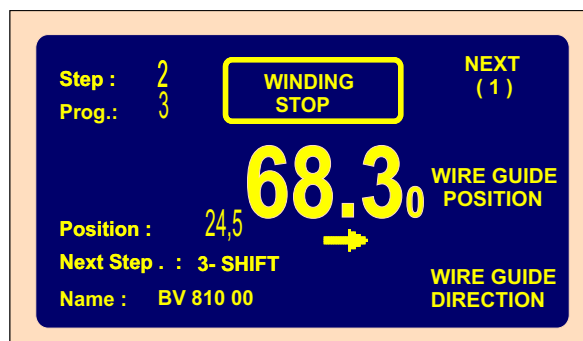 Step : 2
Prog.: 3
WINDING
STOP
NEXT
( 1 )
68.30
WIRE GUIDE
POSITION
Position : 24,5
Next Step . : 3- SHIFT
Name : BV 810 00
WIRE GUIDE
DIRECTION